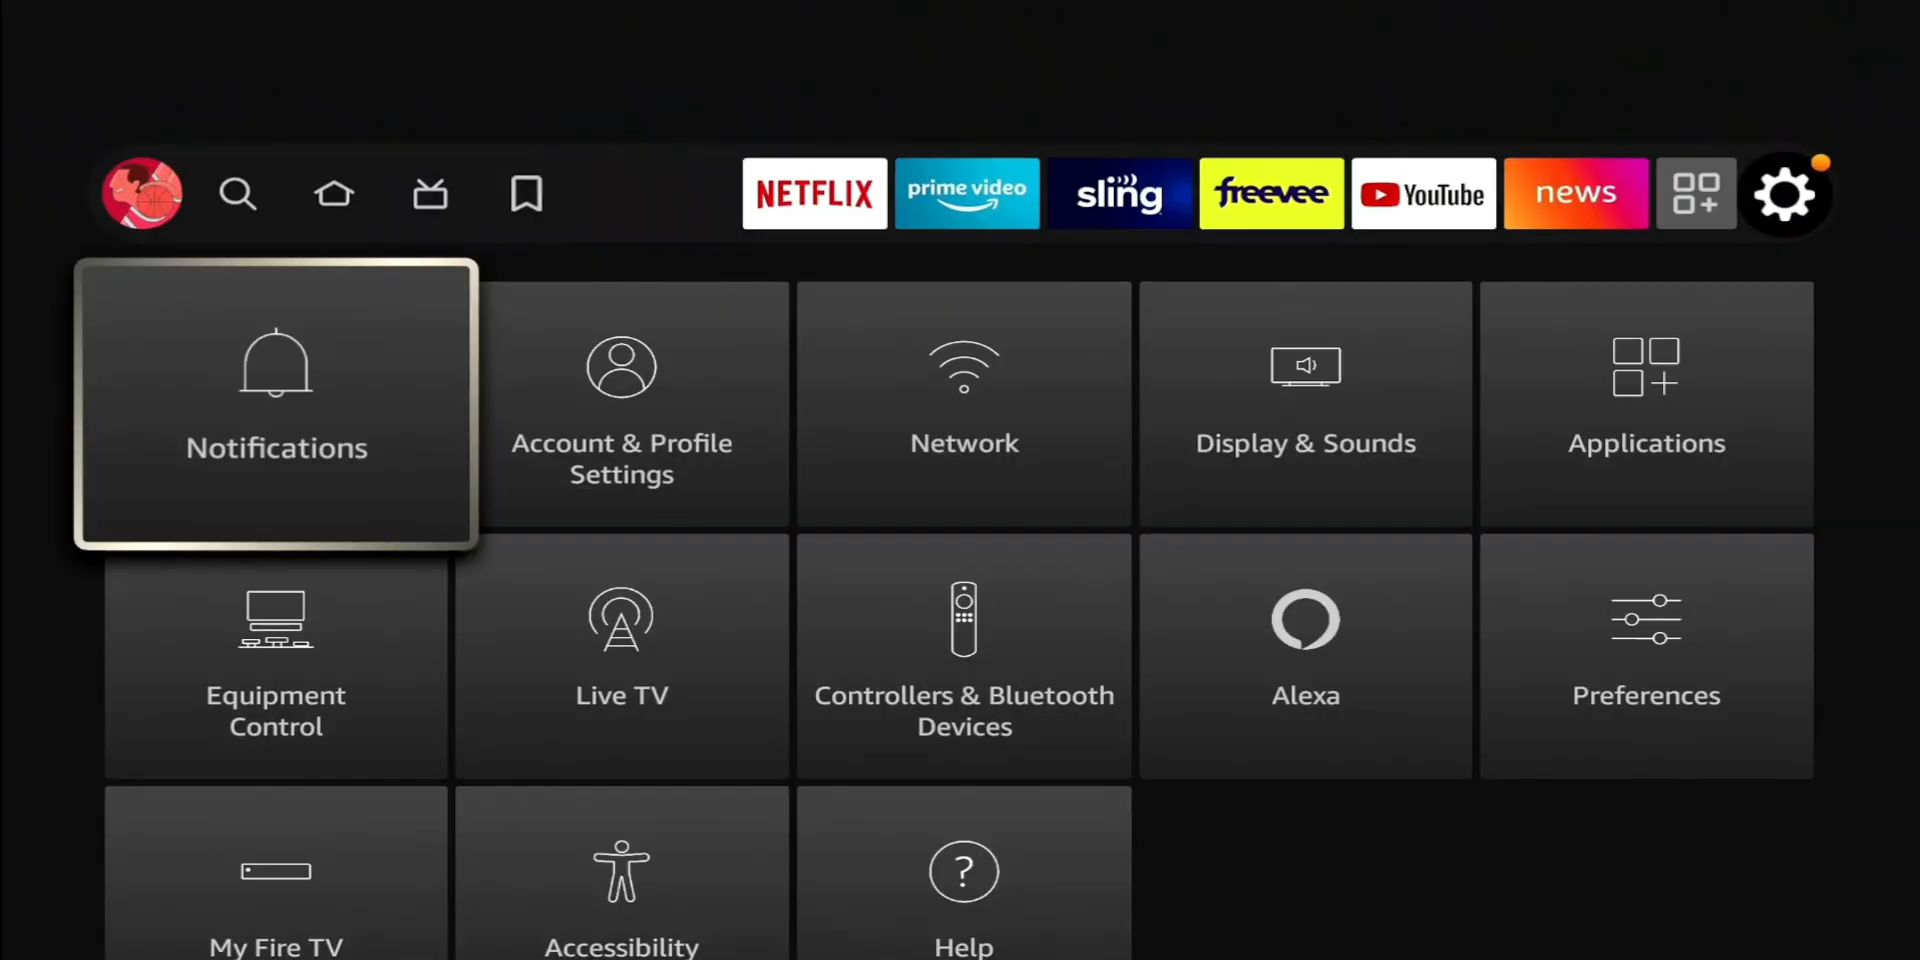 NETFLIX
prime video
sling
freevee
YouTube
news
Notifications
Account & Profile
Settings
Network
Display & Sounds
Applications
Equipment
Control
Live TV
Controllers & Bluetooth
Devices
Alexa
Preferences
My Fire TV
Accessibility
Help